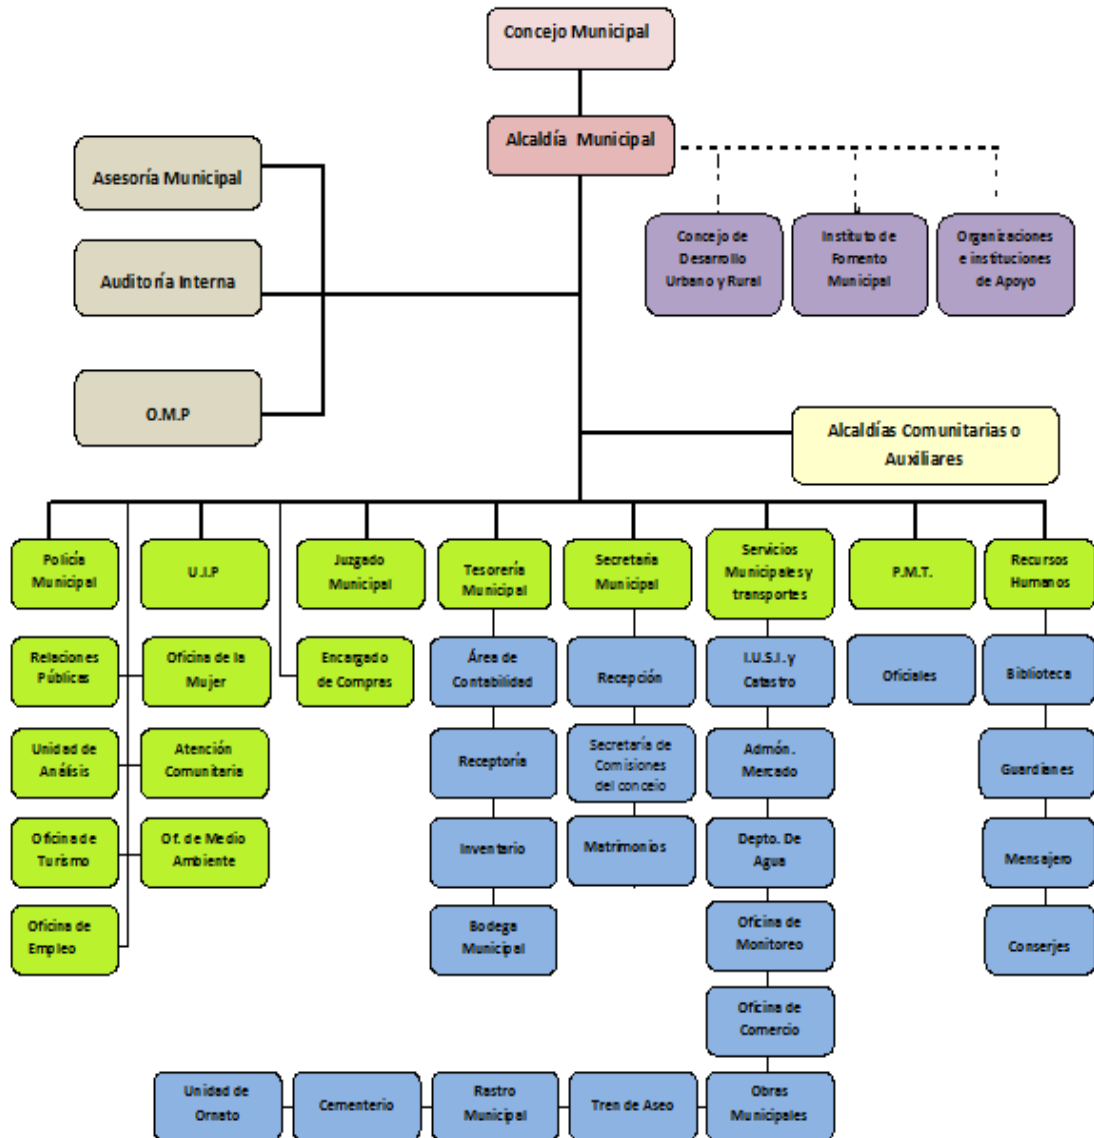 Concejo Municipal
Alcaldía Municipal
Asesoría Municipal
Auditoría Interna
O.M.P
Concejo de
Desarrollo
Urbano y Rural
Instituto de
Fomento
Municipal
Organizaciones
e instituciones
de Apoyo
Alcaldías Comunitarias o
Auxiliares
Policía
Municipal
U.I.P
Juzgado
Municipal
Tesorería
Municipal
Secretaria
Municipal
Servicios
Municipales y
transportes
P.M.T.
Recursos
Humanos
Relaciones
Públicas
Oficina de la
Mujer
Encargado
de Compras
Área de
Contabilidad
Recepción
I.U.S.I. y
Catastro
Oficiales
Biblioteca
Unidad de
Análisis
Atención
Comunitaria
Receptoría
Secretaría de
Comisiones
del concejo
Admón.
Mercado
Guardianes
Oficina de
Turismo
Of. de Medio
Ambiente
Inventario
Matrimonios
Depto. De
Agua
Mensajero
Oficina de
Empleo
Bodega
Municipal
Oficina de
Monitoreo
Conserjes
Oficina de
Comercio
Unidad de
Ornato
Cementerio
Rastro
Municipal
Tren de Aseo
Obras
Municipales